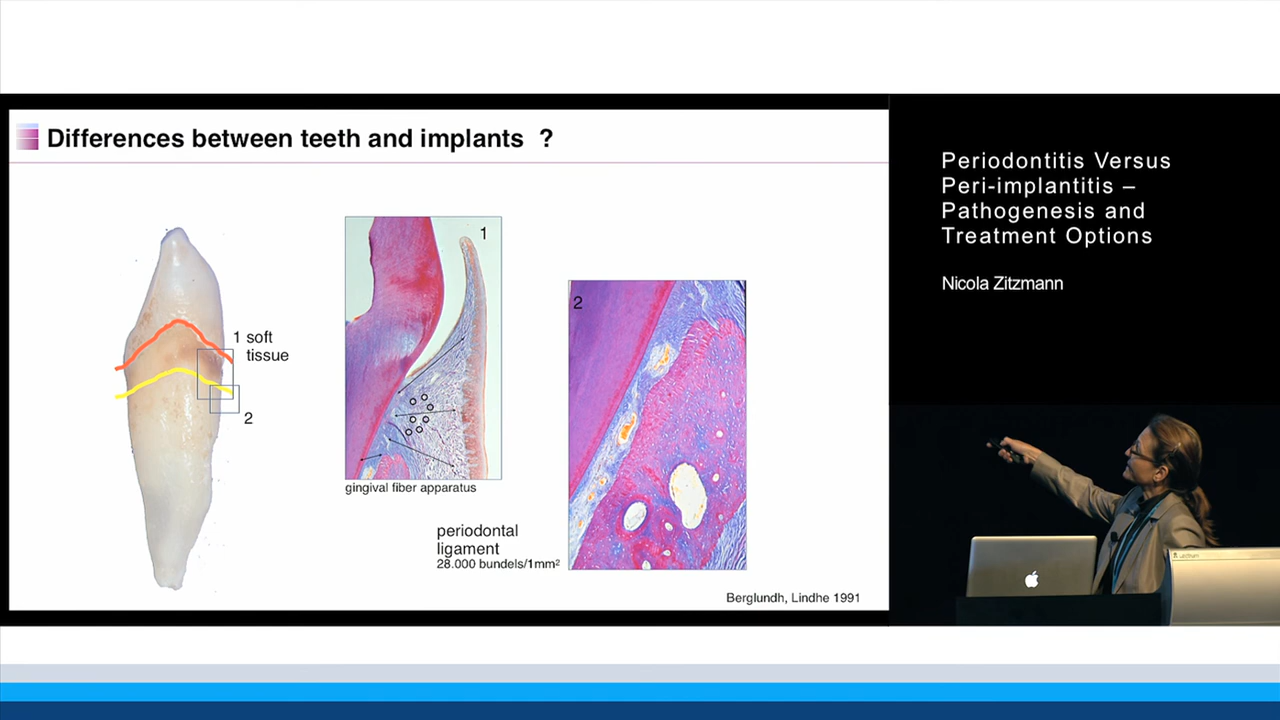 Differences between teeth and implants ?
1 soft
tissue
2
1
gingival fiber apparatus
2
periodontal
ligament
28.000 bundels/1mm²
Berglundh, Lindhe 1991
Periodontitis Versus
Peri-implantitis –
Pathogenesis and
Treatment Options
Nicola Zitzmann